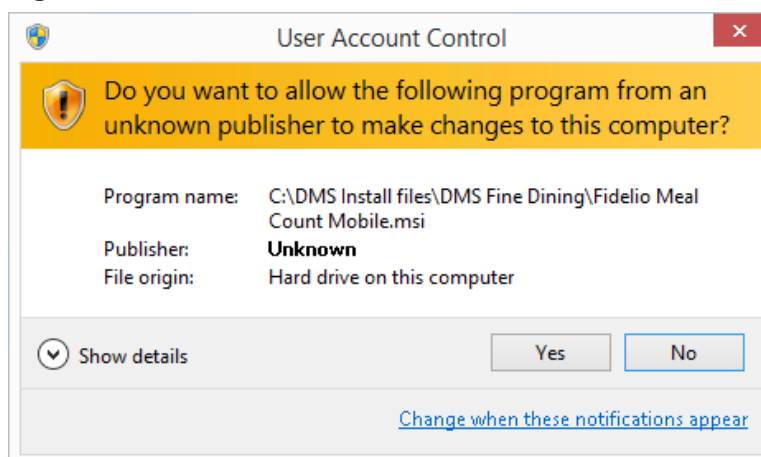 User Account Control
Do you want to allow the following program from an
unknown publisher to make changes to this computer?
Program name: C:\DMS Install files\DMS Fine Dining\Fidelio Meal
Count Mobile.msi
Publisher: Unknown
File origin: Hard drive on this computer
Show details Yes No
Change when these notifications appear